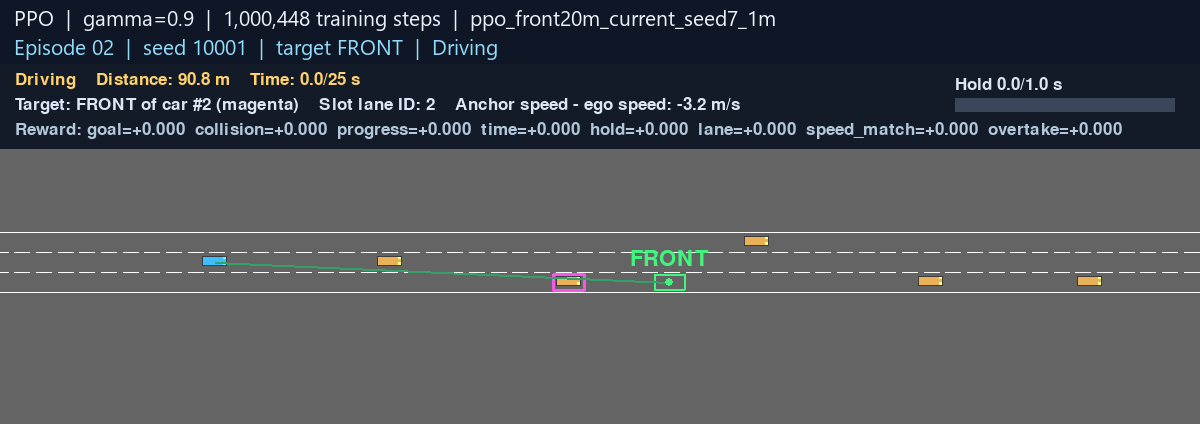 PPO | gamma=0.9 | 1,000,448 training steps | ppo_front20m_current_seed7_1m
Episode 02 | seed 10001 | target FRONT | Driving
Driving Distance: 90.8 m Time: 0.0/25 s
Hold 0.0/1.0 s
Target: FRONT of car #2 (magenta) Slot lane ID: 2 Anchor speed - ego speed: -3.2 m/s
Reward: goal=+0.000 collision=+0.000 progress=+0.000 time=+0.000 hold=+0.000 lane=+0.000 speed_match=+0.000 overtake=+0.000
FRONT